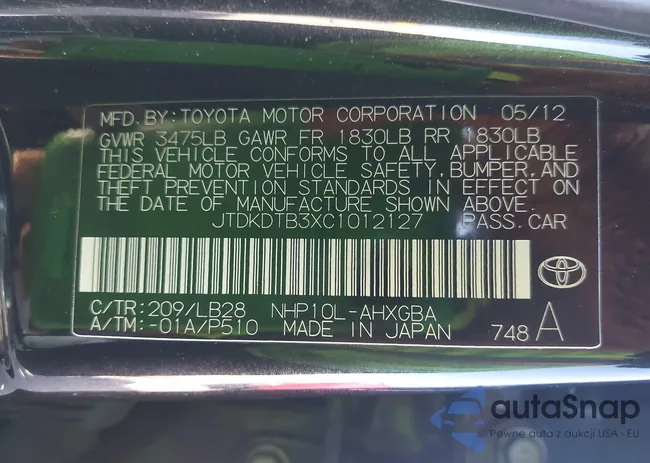 MFD.BY:TOYOTA MOTOR CORPORATION 05/12
GVWR 3475LB GAWR FR 1830LB RR 1830LB
THIS VEHICLE CONFORMS TO ALL APPLICABLE
FEDERAL MOTOR VEHICLE SAFETY,BUMPER,AND
THEFT PREVENTION STANDARDS IN EFFECT ON
THE DATE OF MANUFACTURE SHOWN ABOVE.
JTDKDTB3XC1012127 PASS.CAR
C/TR:209/LB28 NHP10L-AHXGBA
A/TM:-01A/P510 MADE IN JAPAN 748 A
autaSnap
Pewne auta z aukcji USA i EU